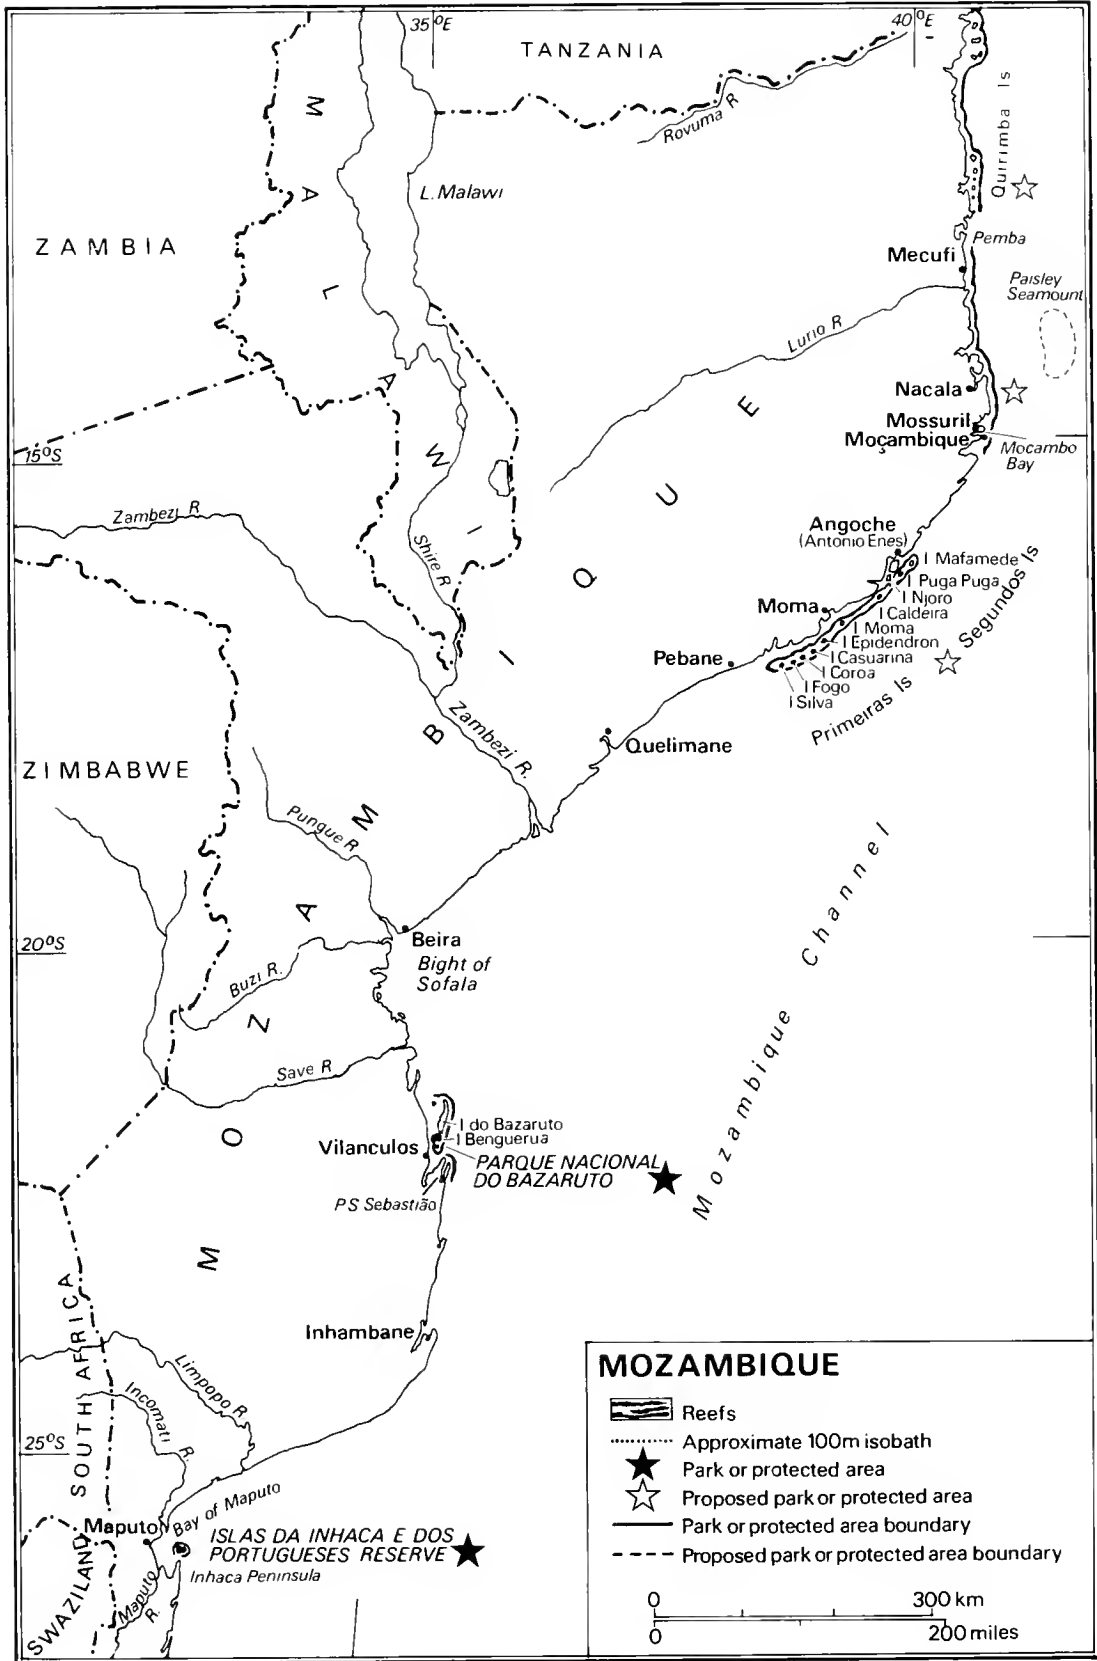 35°E
40°E
TANZANIA
MALAWI
Rovuma R
Quirimba Is
L. Malawi
ZAMBIA
Pemba
Mecufi
Paisley
Seamount
Lurio R
Nacala
Mossuril
Moçambique
Mocambo
Bay
15°S
Zambezi R
Shire R
Angoche
(Antonio Enes)
I Mafamede
I Puga Puga
I Njoro
I Caldeira
I Moma
I Epidendron
I Casuarina
I Coroa
I Fogo
I Silva
Segundos Is
Primeiras Is
Moma
Pebane
Quelimane
Zambezi R.
ZIMBABWE
MOZAMBIQUE
Pungue R
Mozambique Channel
20°S
Beira
Bight of
Sofala
Buzi R.
Save R
I do Bazaruto
I Benguerua
Vilanculos
PARQUE NACIONAL
DO BAZARUTO
PS Sebastião
Inhambane
SOUTH AFRICA
Limpopo R.
Incomati R.
25°S
Bay of Maputo
Maputo
ISLAS DA INHACA E DOS
PORTUGUESES RESERVE
Inhaca Peninsula
SWAZILAND
Maputo R.
MOZAMBIQUE
Reefs
Approximate 100m isobath
Park or protected area
Proposed park or protected area
Park or protected area boundary
Proposed park or protected area boundary
0 300 km
0 200 miles